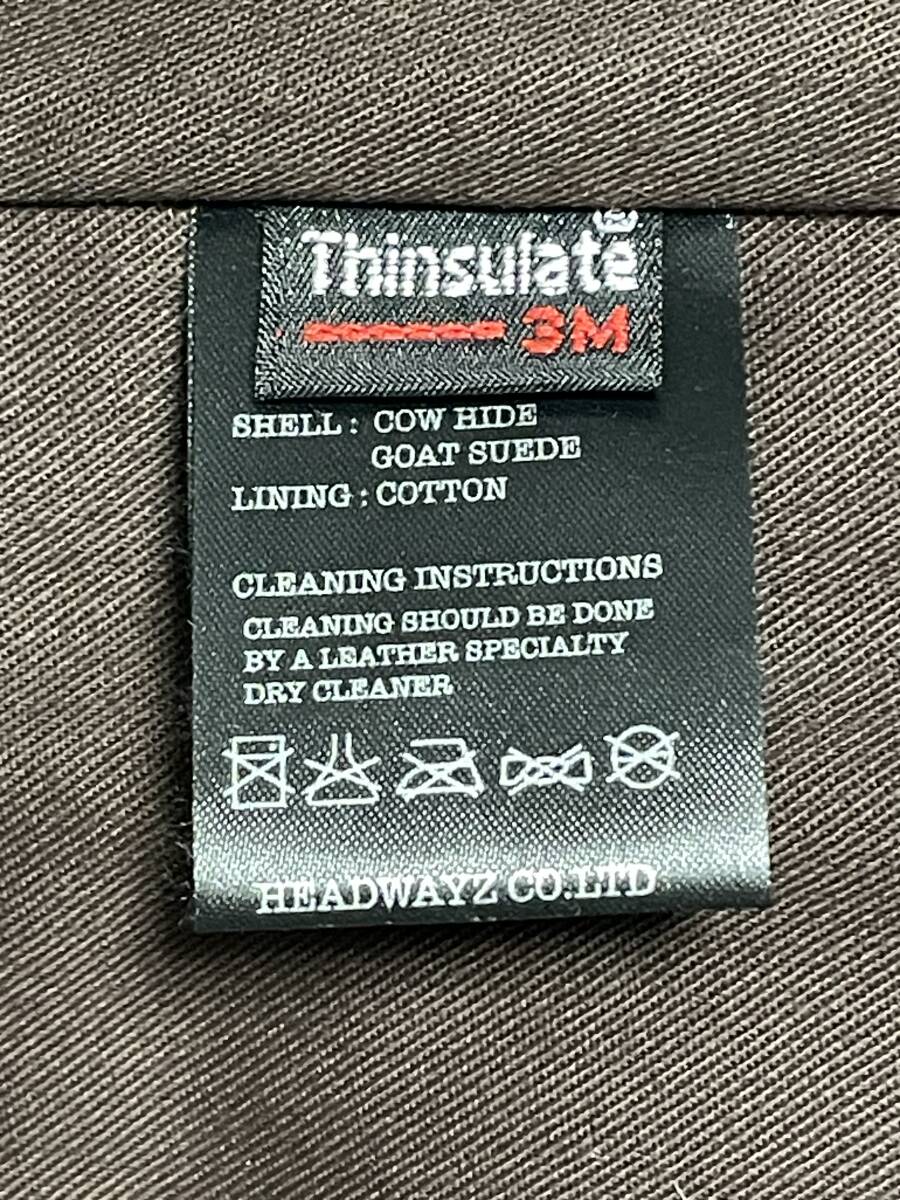 Thinsulate®
3M
SHELL : COW HIDE
GOAT SUEDE
LINING : COTTON
CLEANING INSTRUCTIONS
CLEANING SHOULD BE DONE
BY A LEATHER SPECIALTY
DRY CLEANER
HEADWAYZ CO.LTD